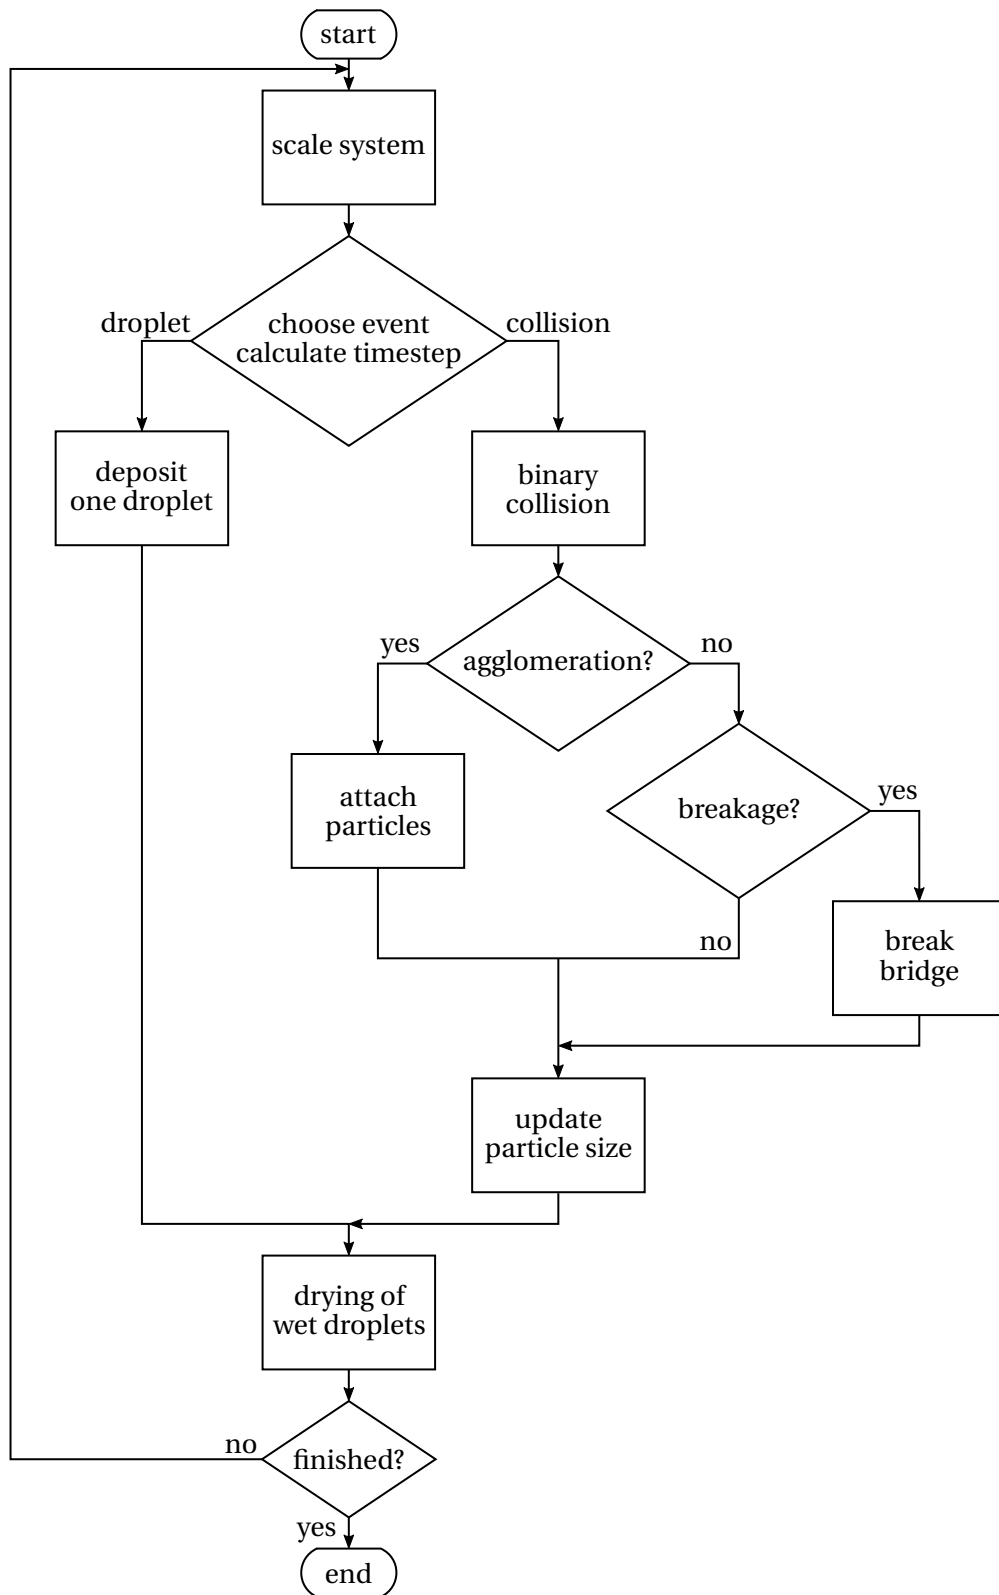 start
scale system
droplet
choose event
calculate timestep
collision
deposit
one droplet
binary
collision
yes
agglomeration?
no
attach
particles
breakage?
yes
no
break
bridge
update
particle size
drying of
wet droplets
no
finished?
yes
end